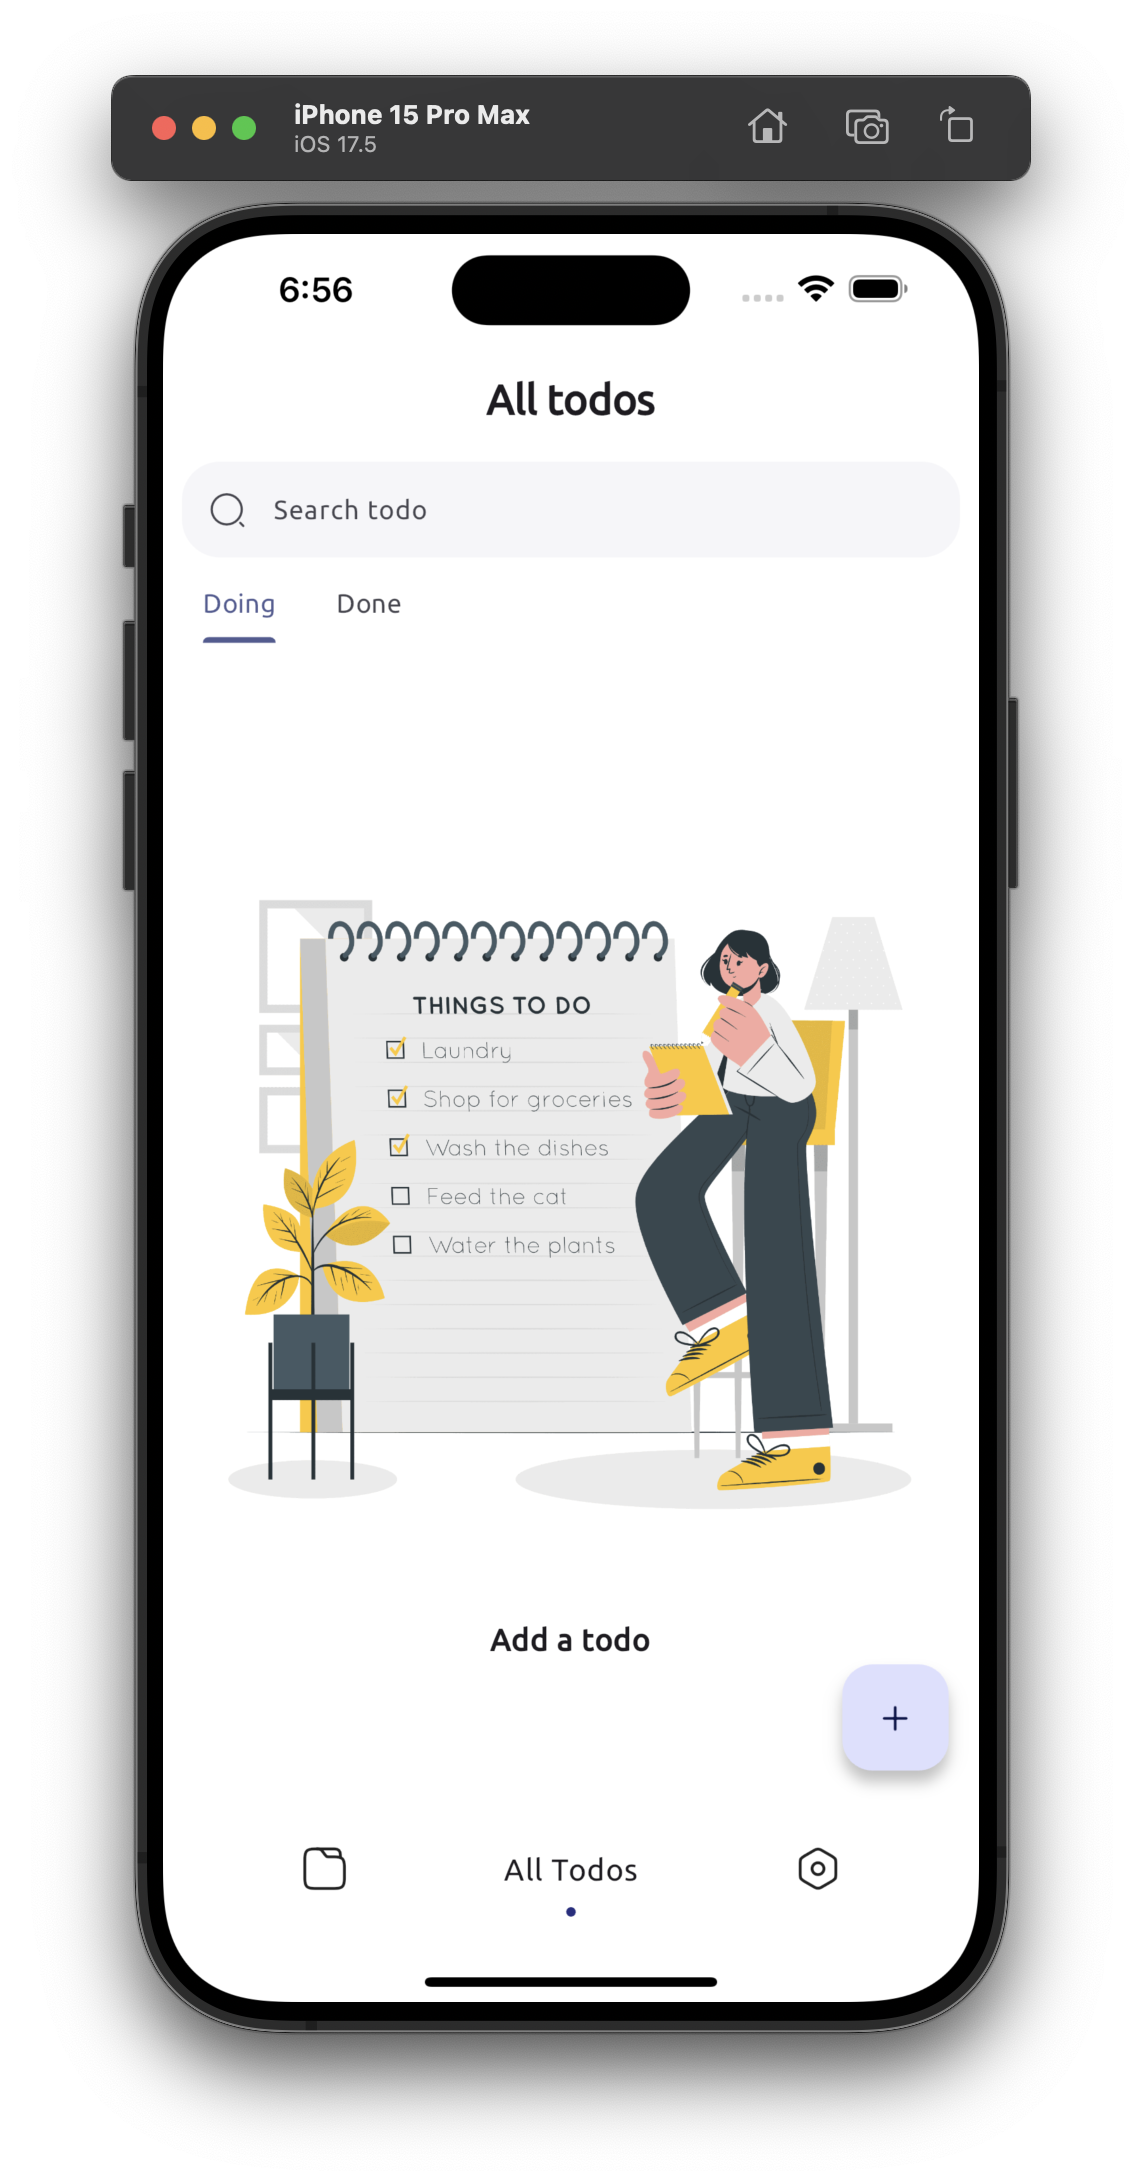 iPhone 15 Pro Max
iOS 17.5
6:56
All todos
Search todo
Doing Done
THINGS TO DO
Laundry
Shop for groceries
Wash the dishes
Feed the cat
Water the plants
Add a todo
All Todos